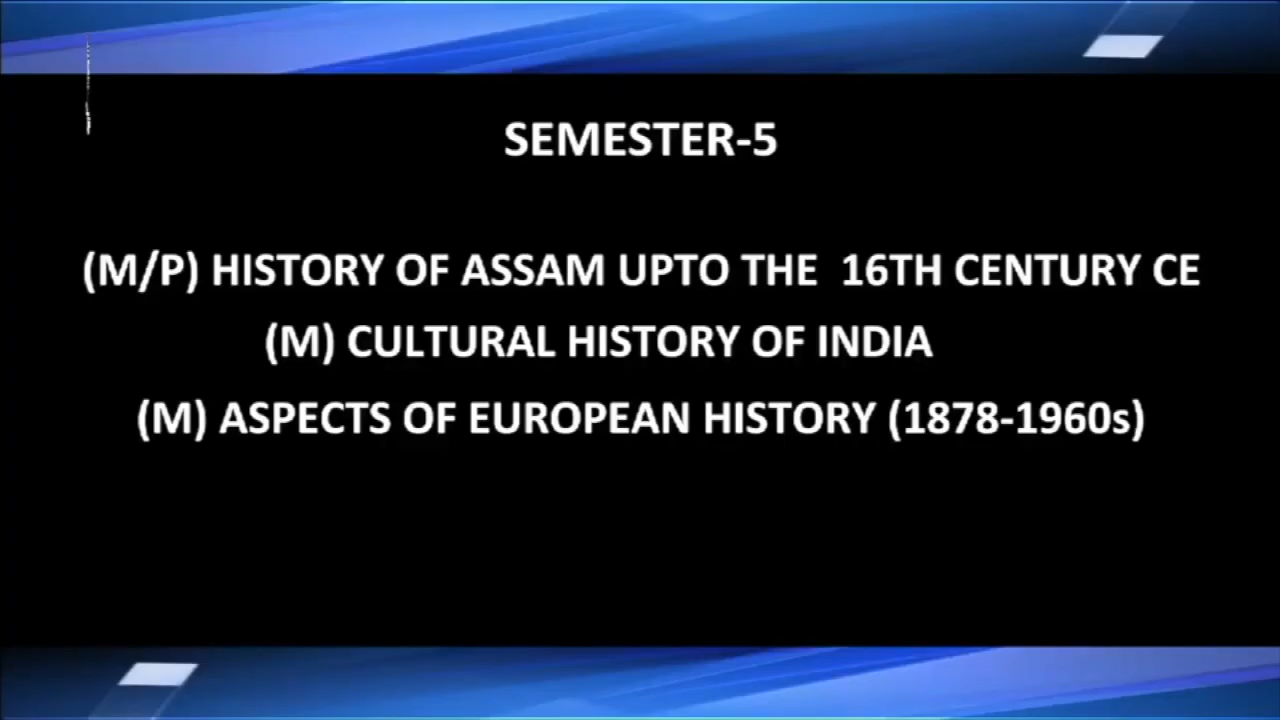 SEMESTER-5
(M/P) HISTORY OF ASSAM UPTO THE 16TH CENTURY CE
(M) CULTURAL HISTORY OF INDIA
(M) ASPECTS OF EUROPEAN HISTORY (1878-1960s)